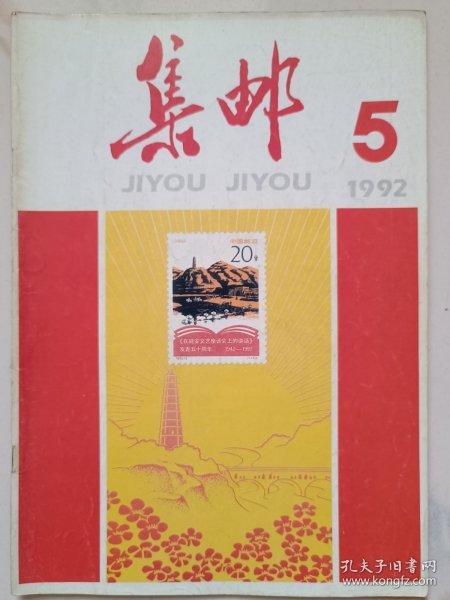 集邮
5
JIYOU JIYOU
1992
中国邮政
20分
《在延安文艺座谈会上的讲话》
发表五十周年 1942—1992
孔夫子旧书网
www.kongfz.com